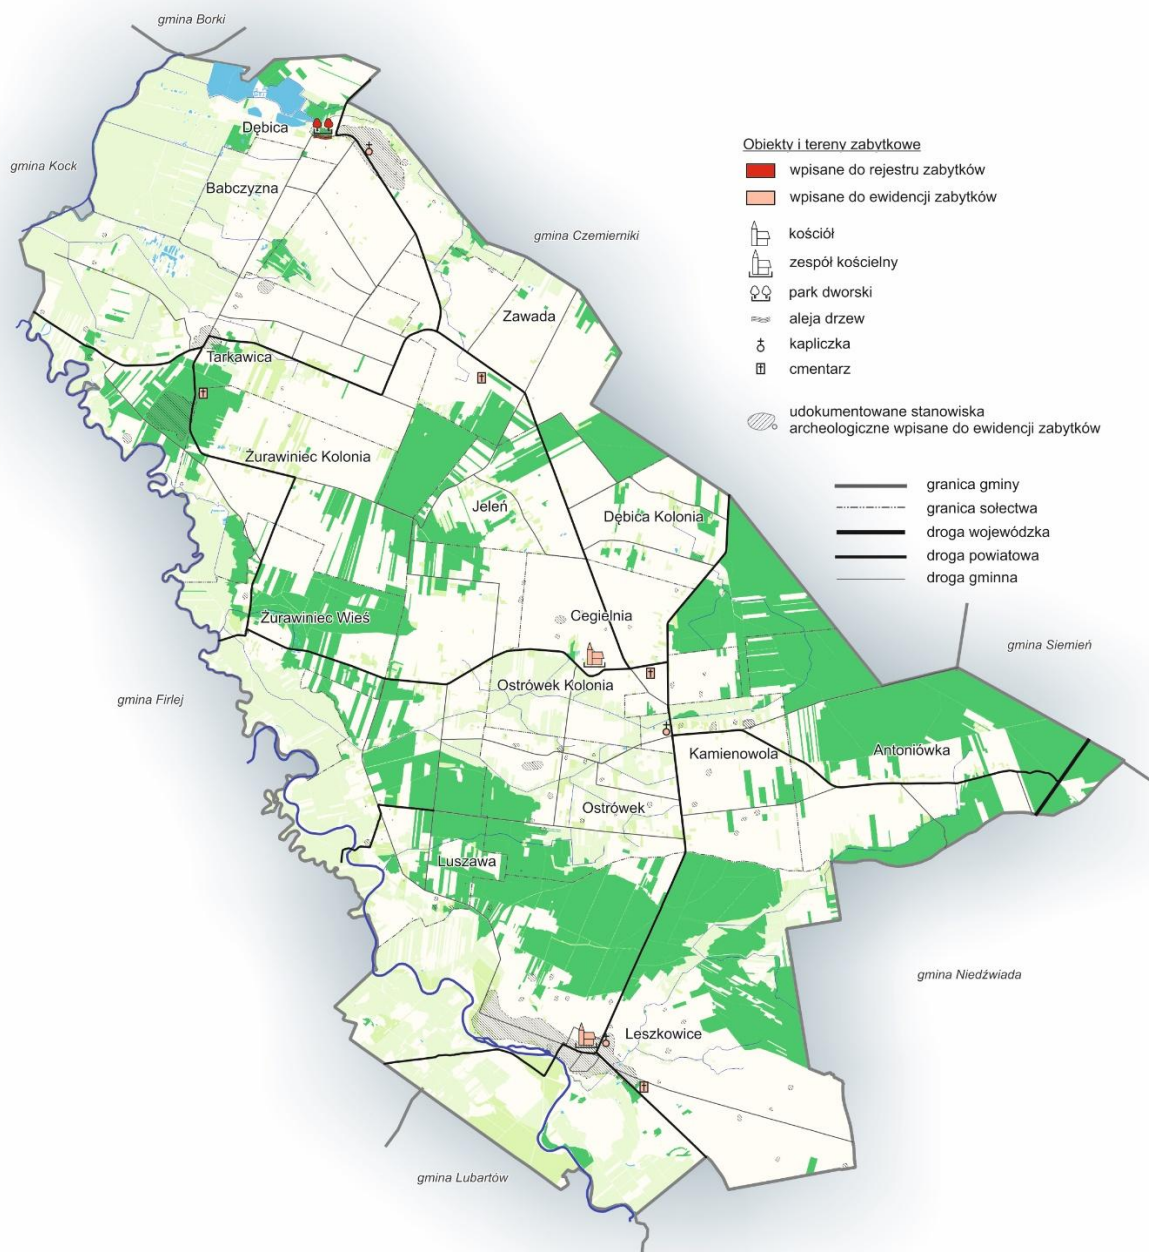 gmina Borki
Dębica
gmina Kock
Babczyzna
gmina Czemierniki
Zawada
Tarkawica
Żurawiniec Kolonia
Jeleń
Dębica Kolonia
Cegielnia
Żurawiniec Wieś
gmina Siemień
Ostrówek Kolonia
gmina Firlej
Kamienowola
Antoniówka
Ostrówek
Luszawa
gmina Niedźwiada
Leszkowice
gmina Lubartów
Obiekty i tereny zabytkowe
wpisane do rejestru zabytków
wpisane do ewidencji zabytków
kościół
zespół kościelny
park dworski
aleja drzew
kapliczka
cmentarz
udokumentowane stanowiska
archeologiczne wpisane do ewidencji zabytków
granica gminy
granica sołectwa
droga wojewódzka
droga powiatowa
droga gminna